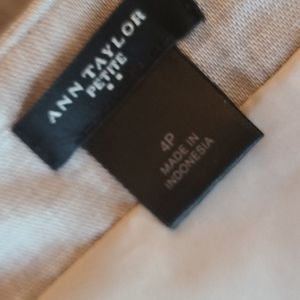 ANN TAYLOR
PETITE
4P
MADE IN
INDONESIA